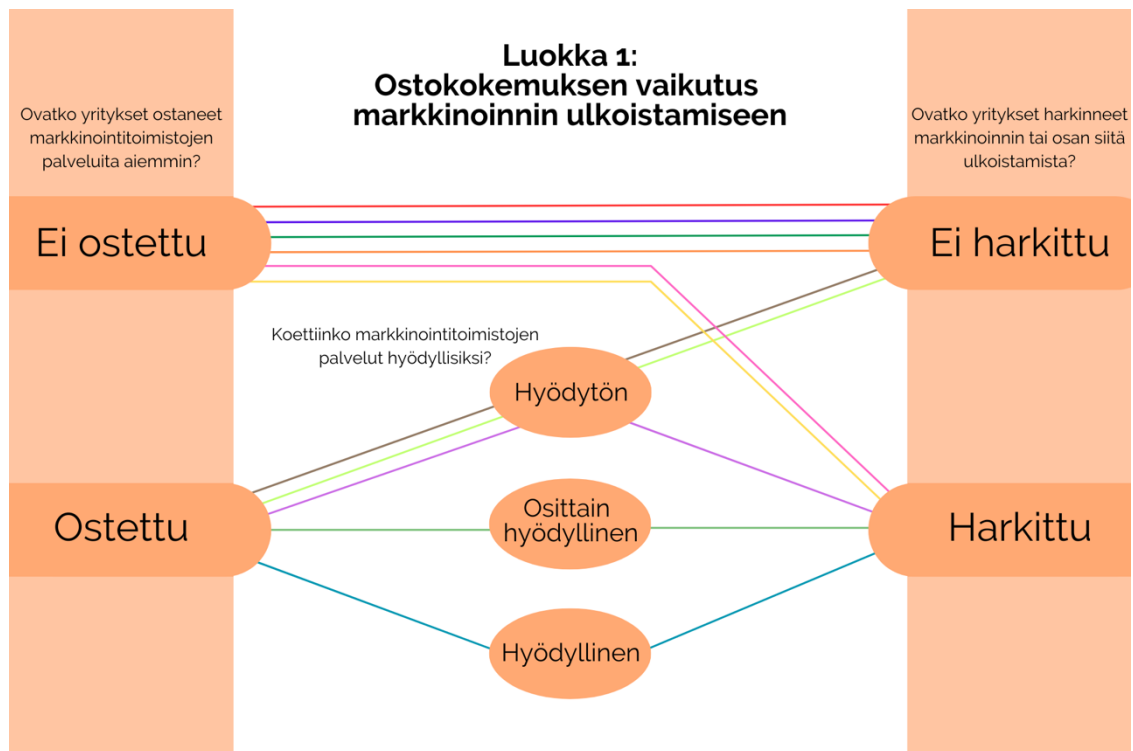 Luokka 1:
Ostokokemuksen vaikutus
markkinoinnin ulkoistamiseen
Ovatko yritykset ostaneet
markkinointitoimistojen
palveluita aiemmin?
Ovatko yritykset harkinneet
markkinoinnin tai osan siitä
ulkoistamista?
Ei ostettu
Ei harkittu
Koettiinko markkinointitoimistojen
palvelut hyödyllisiksi?
Hyödytön
Ostettu
Osittain
hyödyllinen
Harkittu
Hyödyllinen